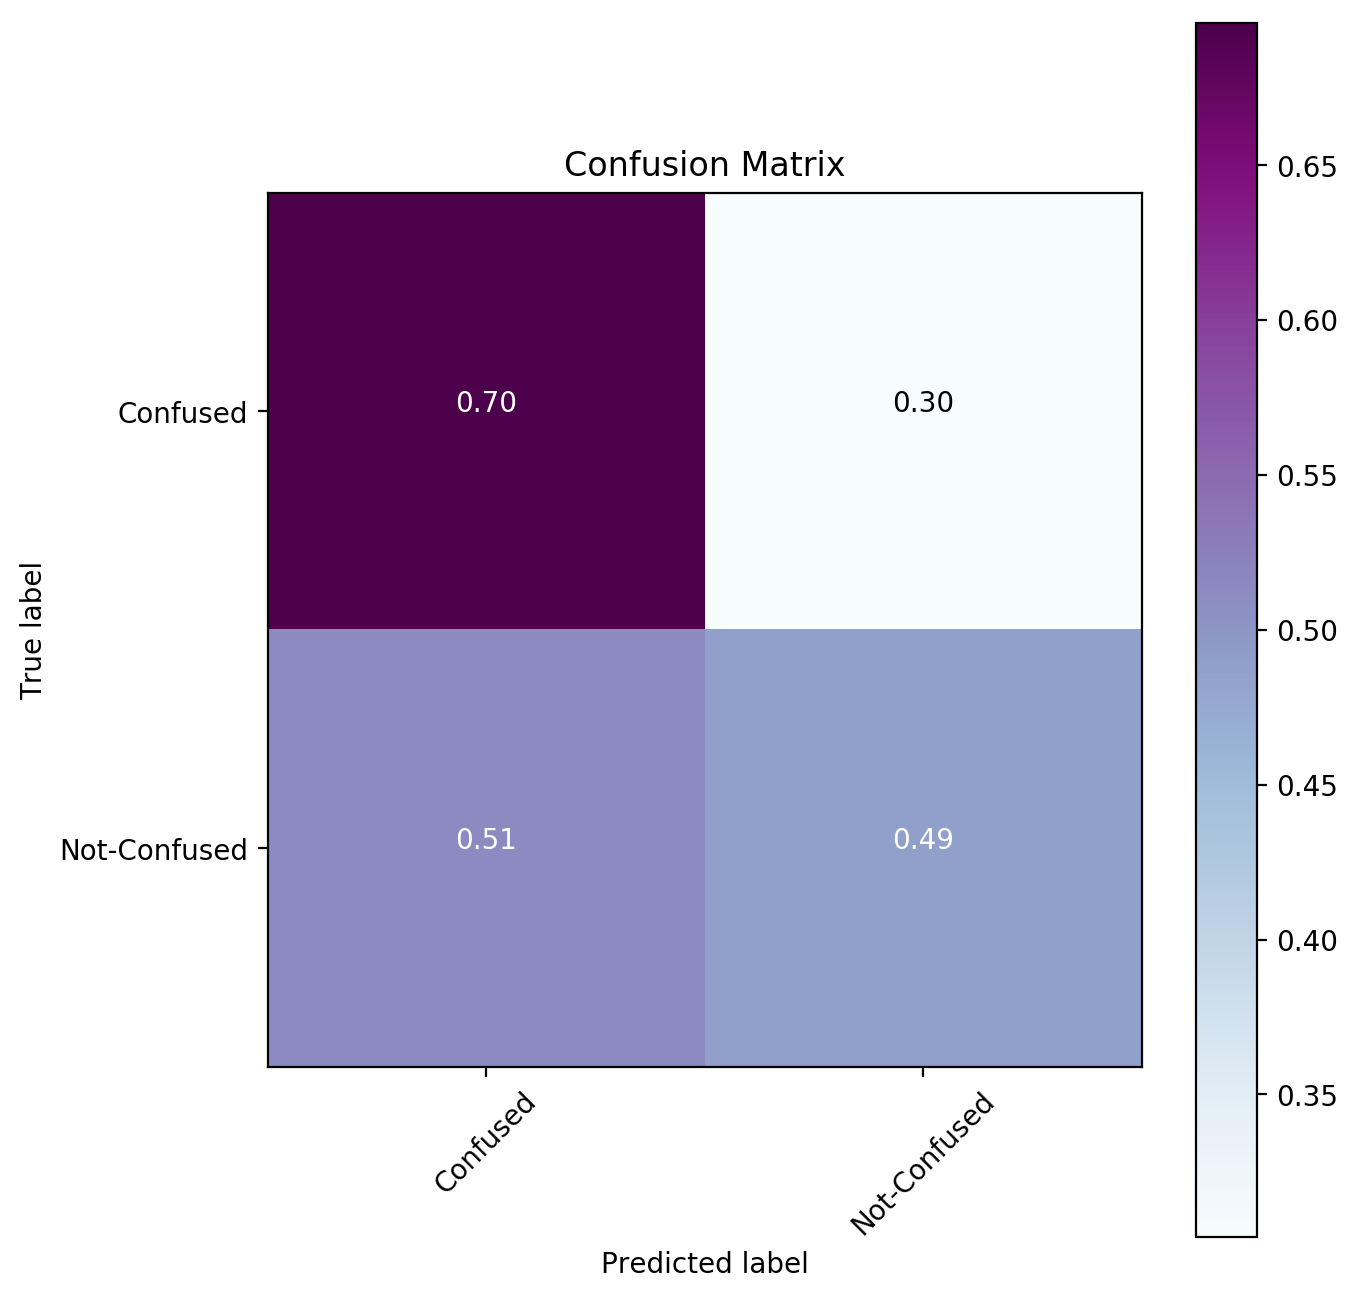 Confusion Matrix
True label
Confused
Not-Confused
0.70
0.30
0.51
0.49
Confused
Not-Confused
Predicted label
0.65
0.60
0.55
0.50
0.45
0.40
0.35